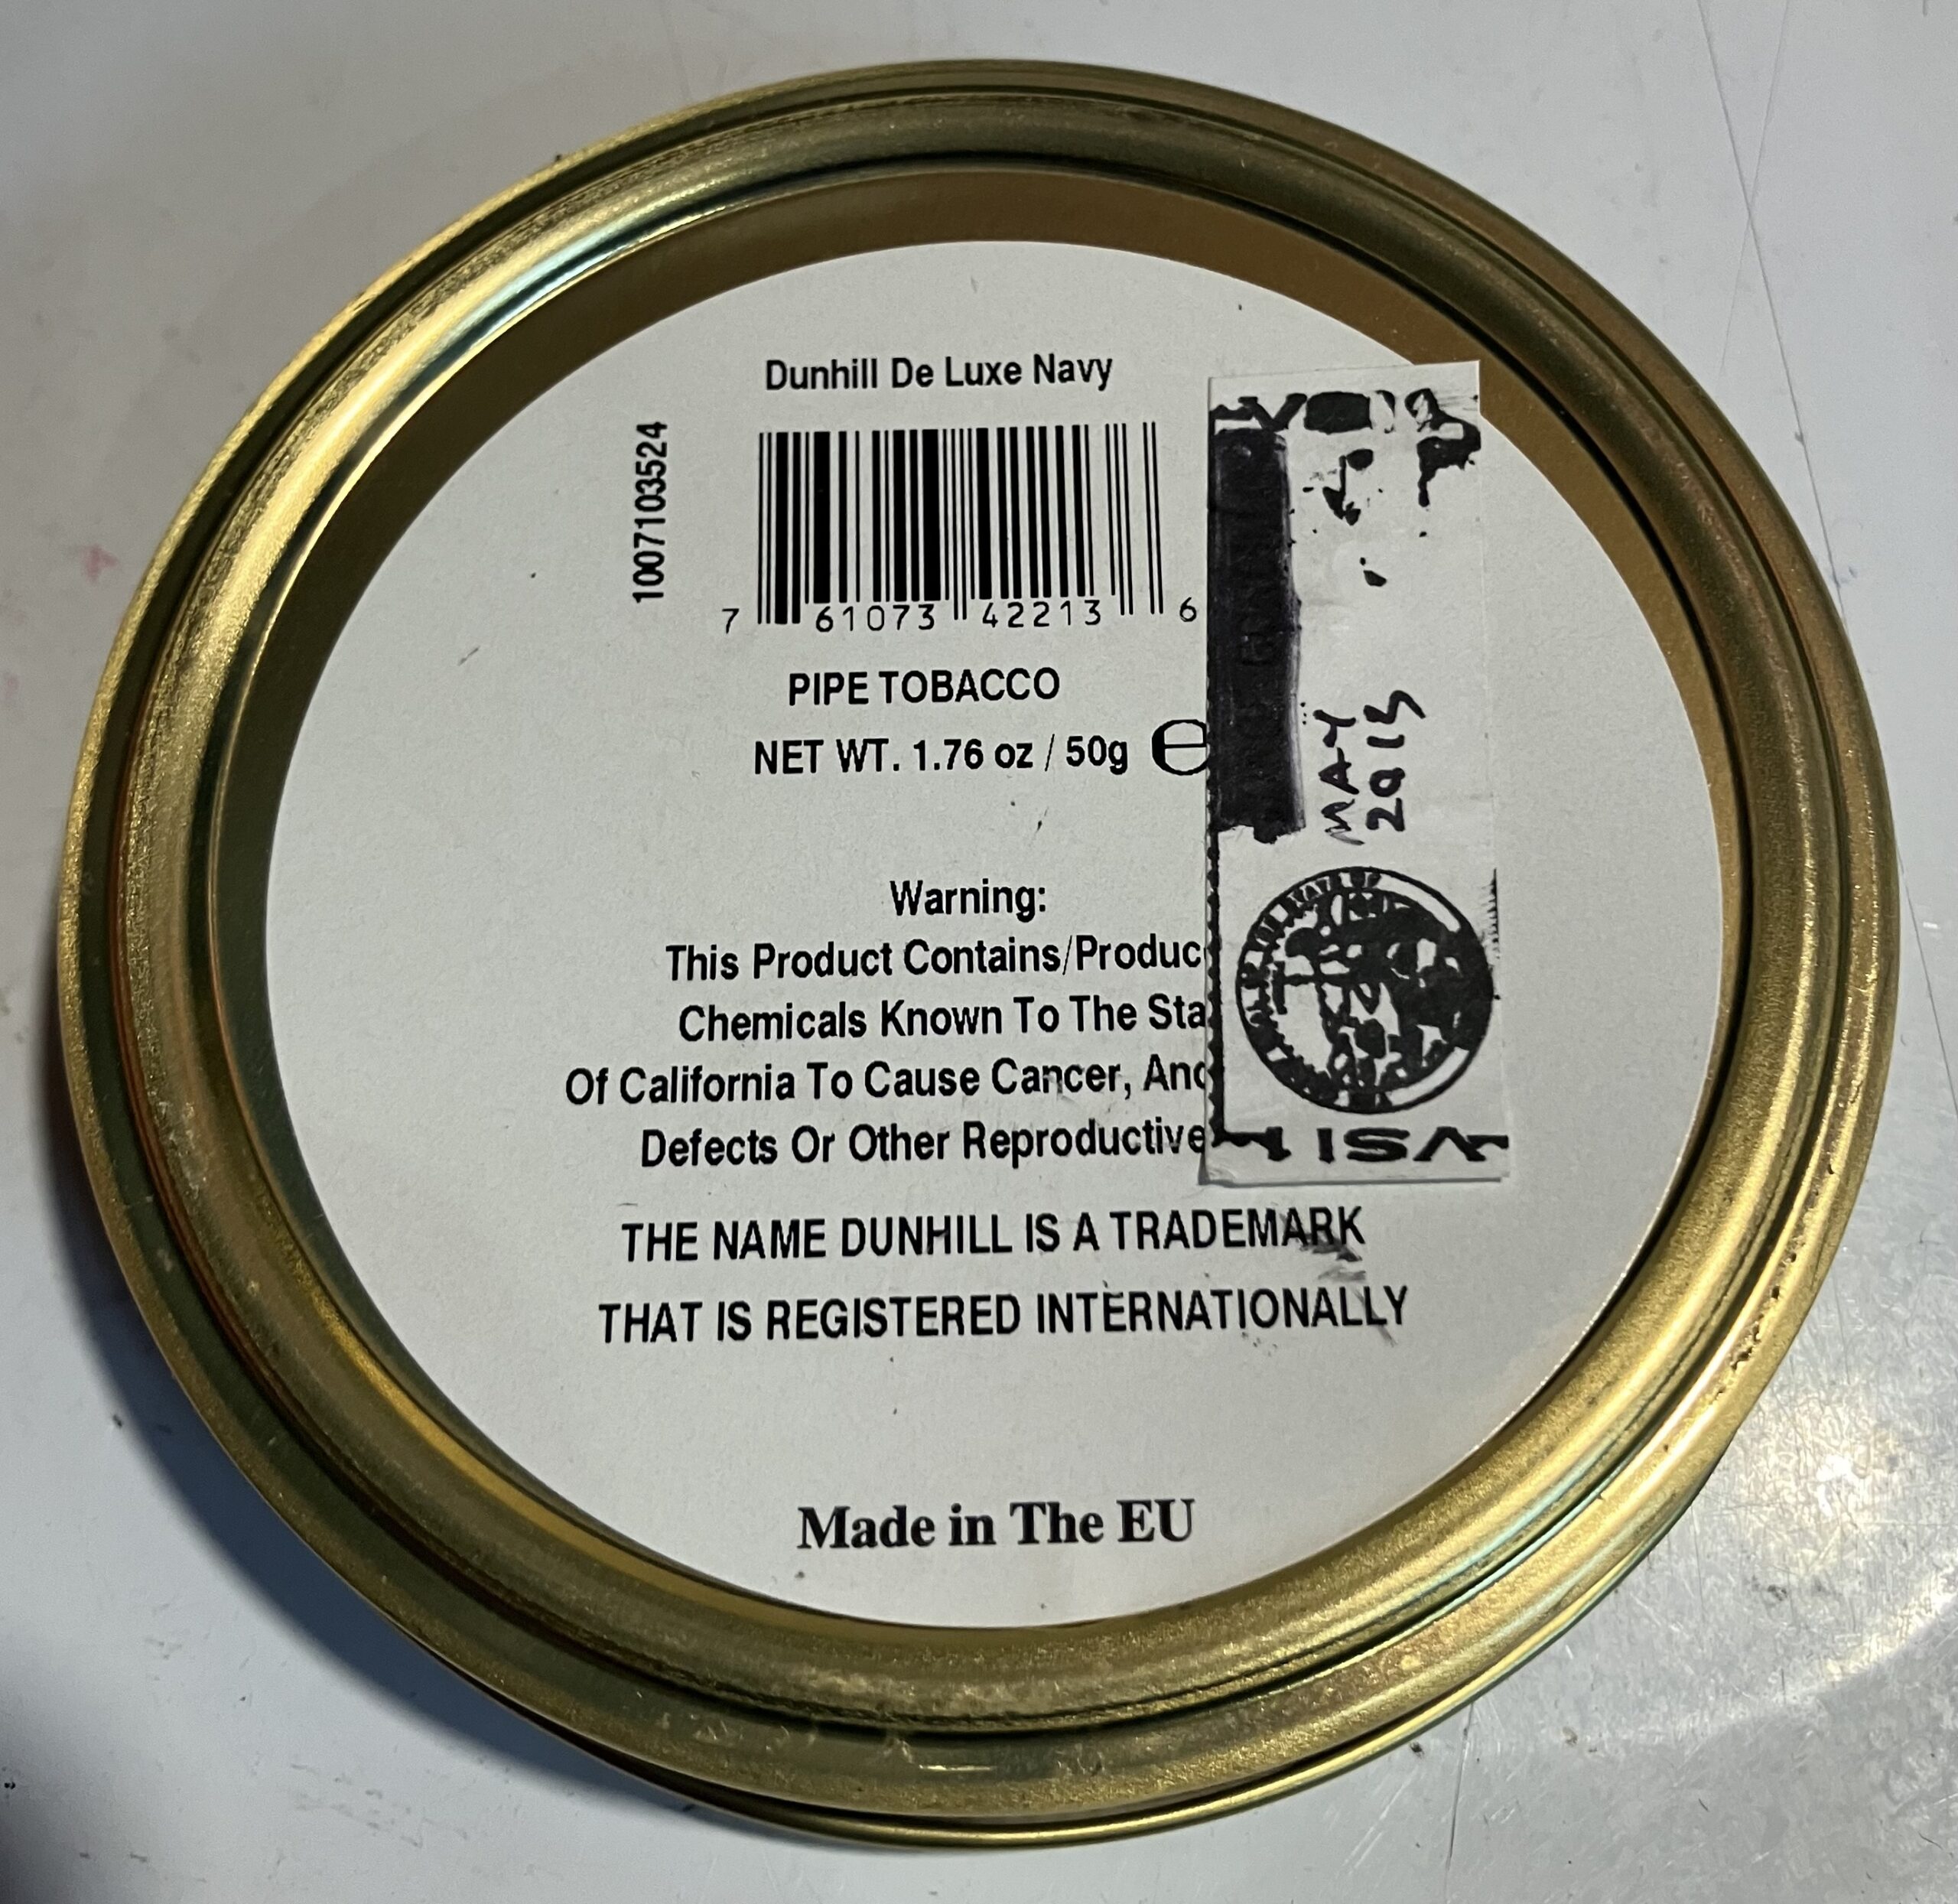 Dunhill De Luxe Navy
1007103524
7 61073 42213 6
PIPE TOBACCO
NET WT. 1.76 oz / 50g ℮
Warning:
This Product Contains/Produc
Chemicals Known To The Sta
Of California To Cause Cancer, And
Defects Or Other Reproductive
THE NAME DUNHILL IS A TRADEMARK
THAT IS REGISTERED INTERNATIONALLY
Made in The EU
MAY
2015